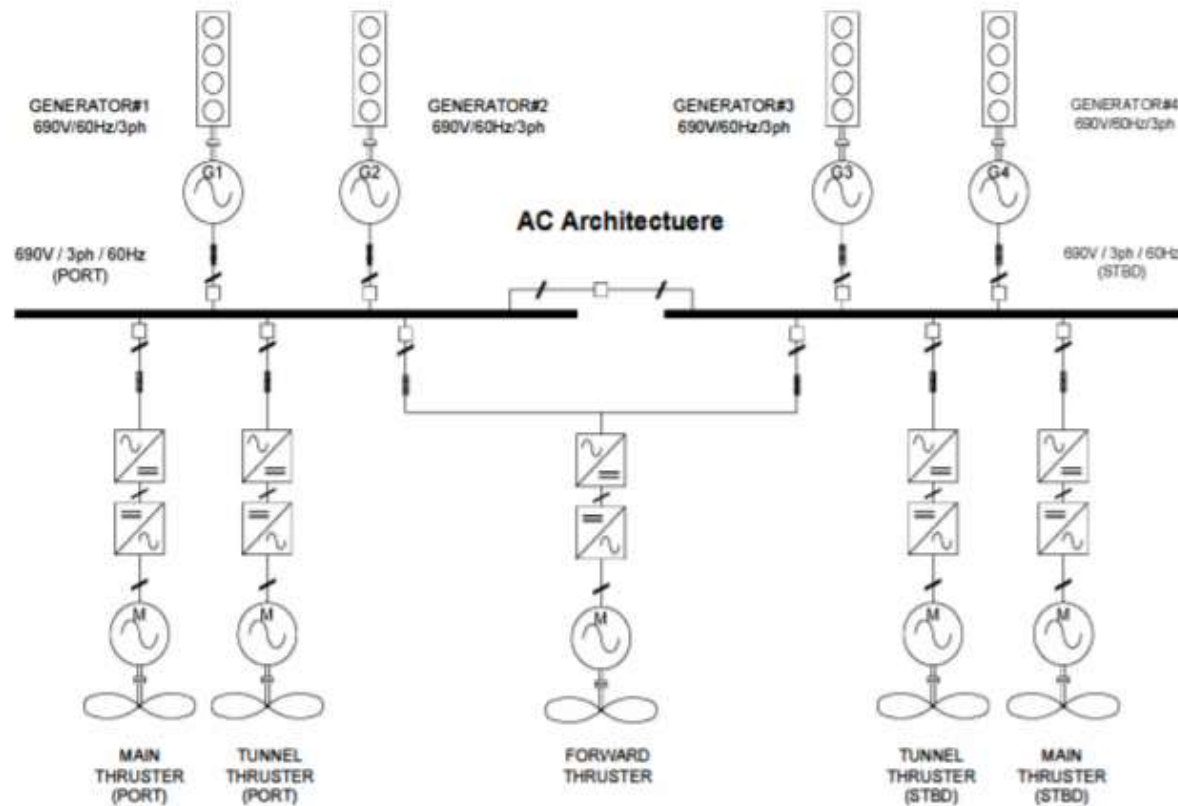 GENERATOR#1
690V/60Hz/3ph
GENERATOR#2
690V/60Hz/3ph
GENERATOR#3
690V/60Hz/3ph
GENERATOR#4
690V/60Hz/3ph
G1
G2
G3
G4
AC Architectuere
690V / 3ph / 60Hz
(PORT)
690V / 3ph / 60Hz
(STBD)
M
M
M
M
M
MAIN
THRUSTER
(PORT)
TUNNEL
THRUSTER
(PORT)
FORWARD
THRUSTER
TUNNEL
THRUSTER
(STBD)
MAIN
THRUSTER
(STBD)